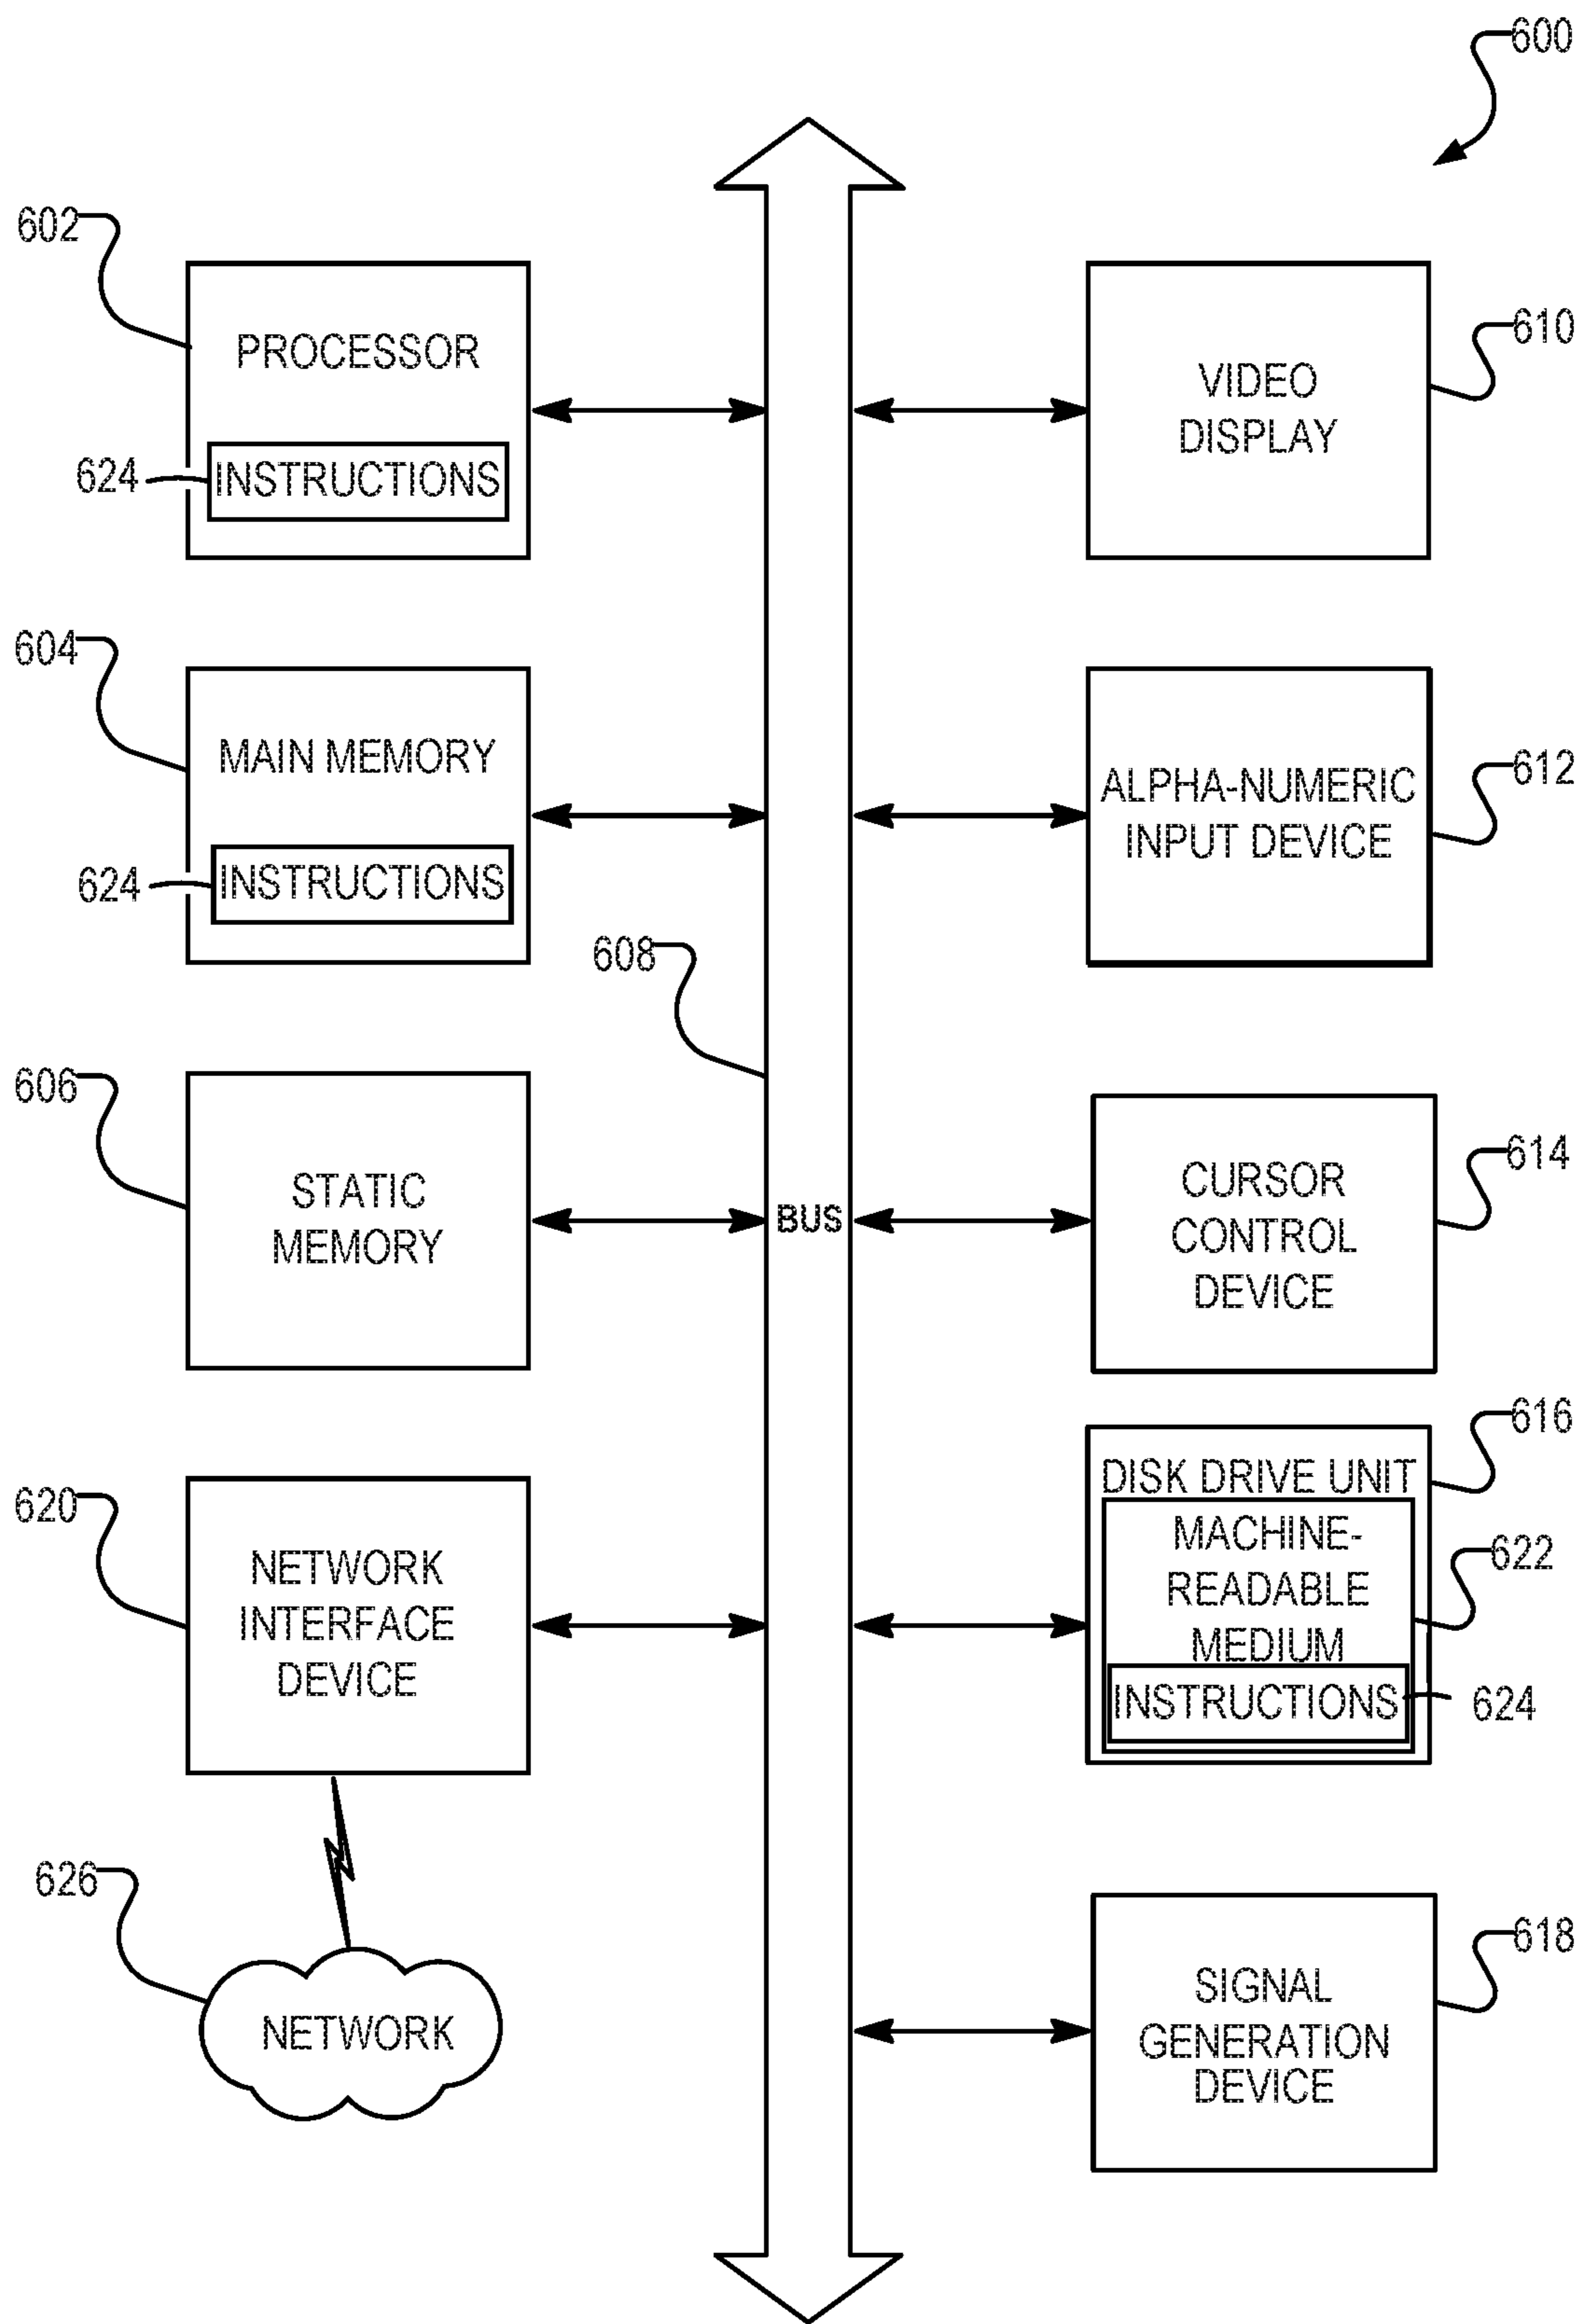 600
602
PROCESSOR
624
INSTRUCTIONS
610
VIDEO
DISPLAY
604
MAIN MEMORY
624
INSTRUCTIONS
612
ALPHA-NUMERIC
INPUT DEVICE
608
BUS
606
STATIC
MEMORY
614
CURSOR
CONTROL
DEVICE
620
NETWORK
INTERFACE
DEVICE
616
DISK DRIVE UNIT
MACHINE-
READABLE
MEDIUM
622
INSTRUCTIONS
624
626
NETWORK
618
SIGNAL
GENERATION
DEVICE